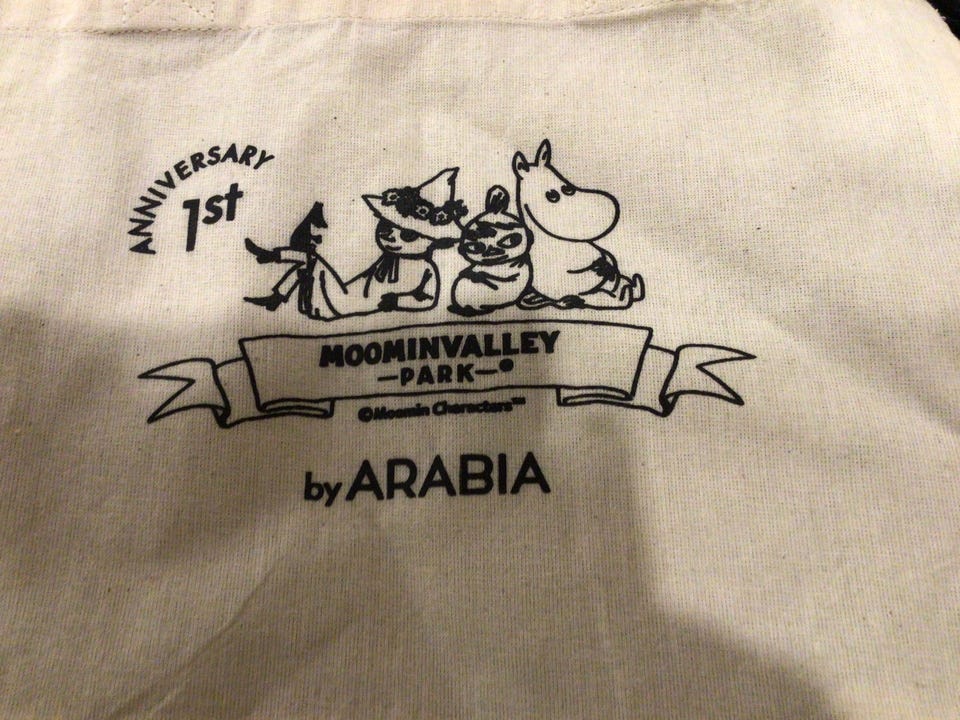 ANNIVERSARY
1st
MOOMINVALLEY
—PARK—
©Moomin Characters™
by ARABIA